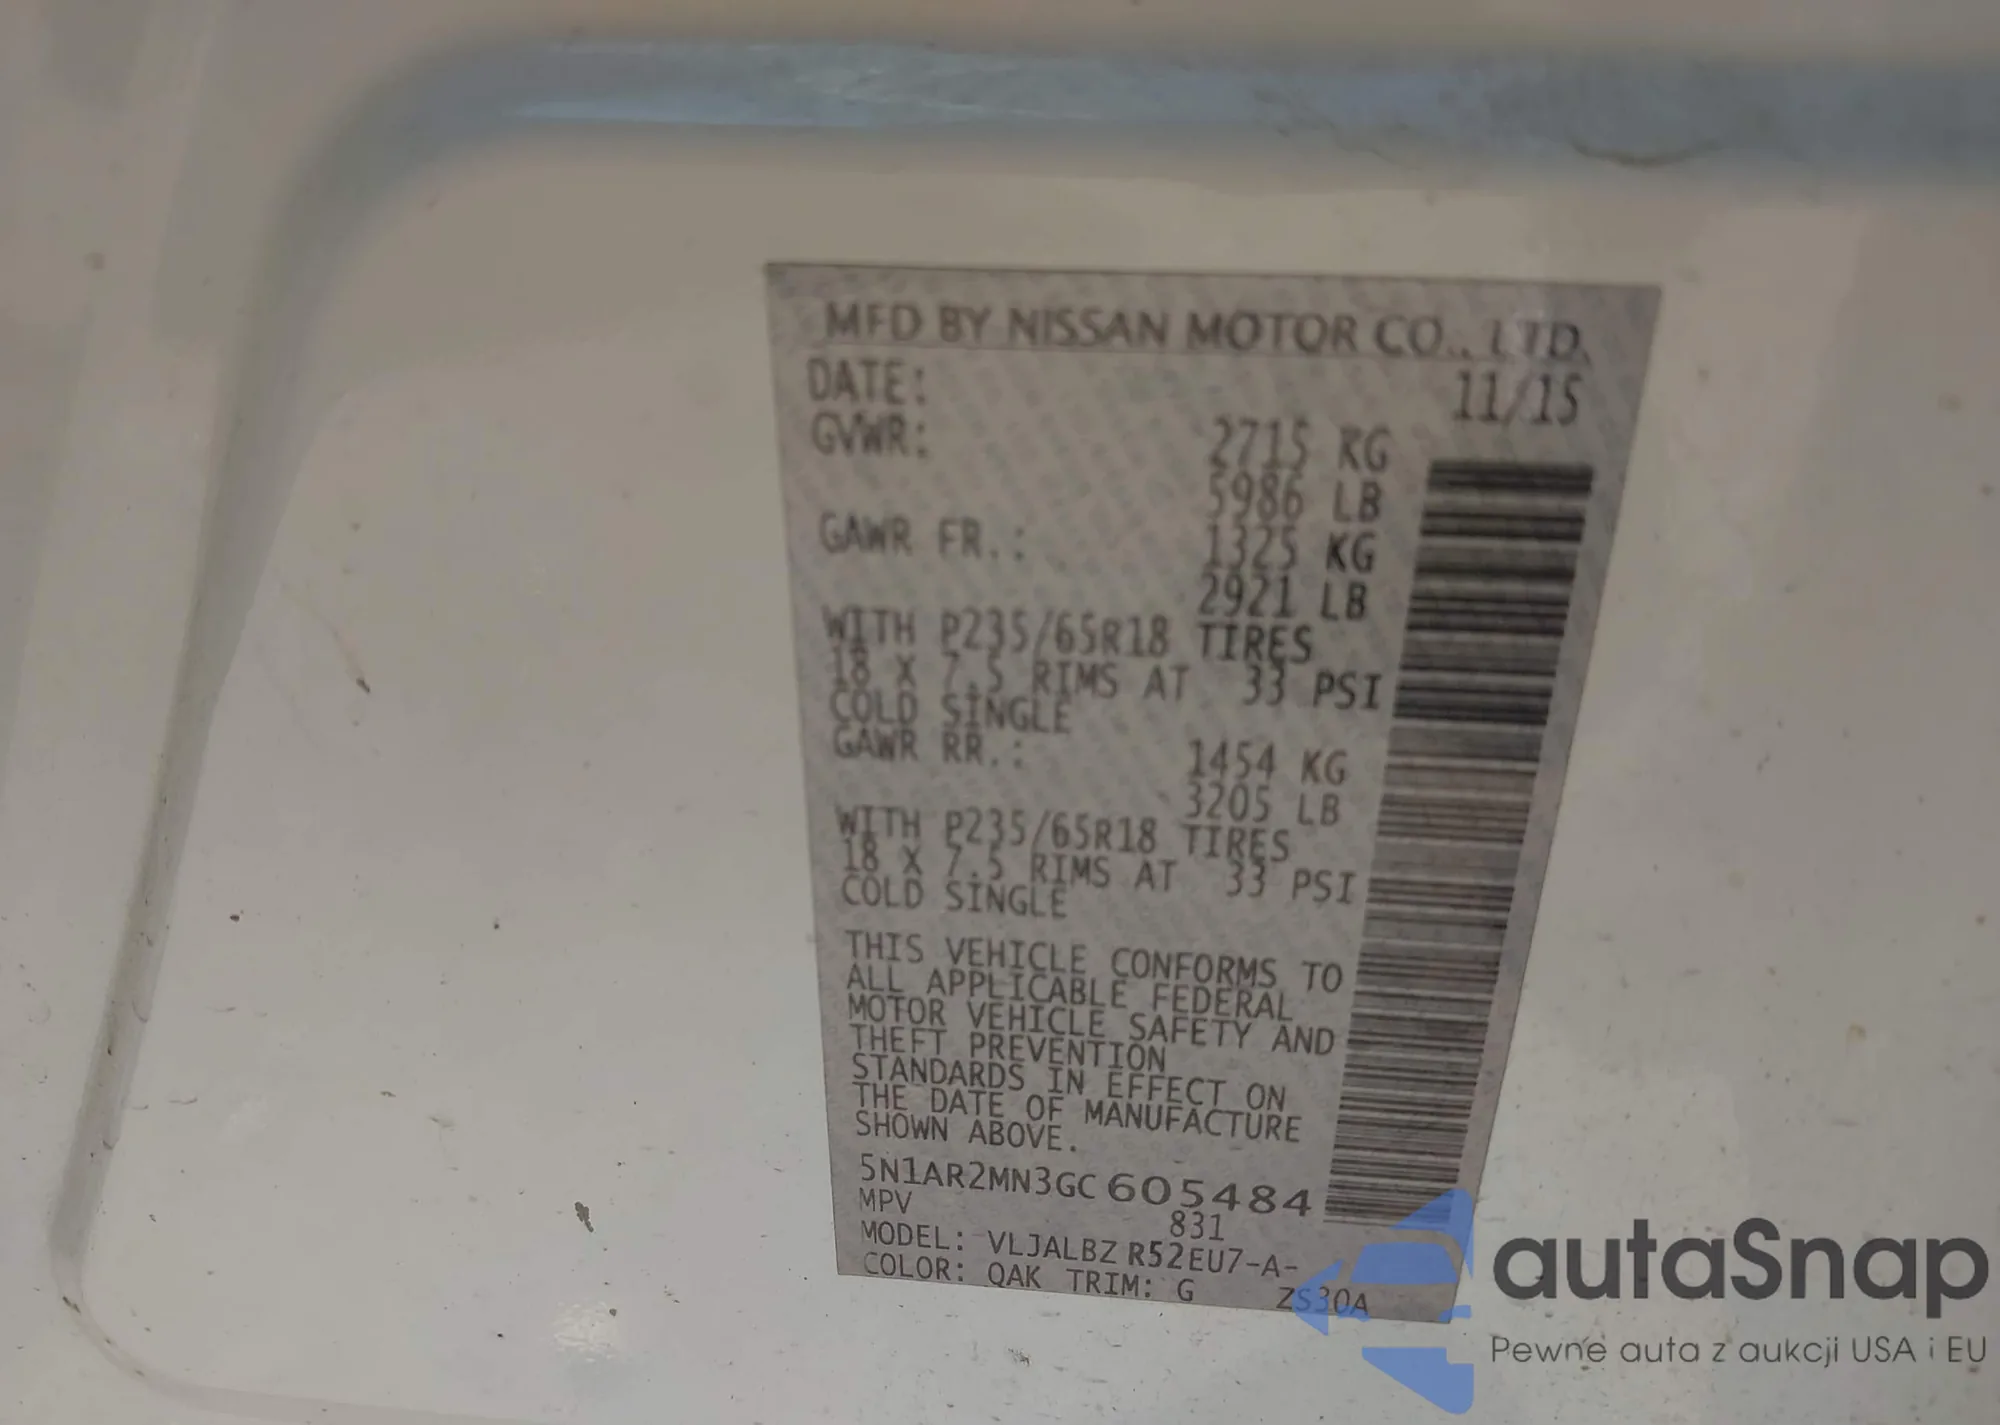 MFD BY NISSAN MOTOR CO., LTD.
DATE: 11/15
GVWR: 2715 KG
5986 LB
GAWR FR.: 1325 KG
2921 LB
WITH P235/65R18 TIRES
18 X 7.5 RIMS AT 33 PSI
COLD SINGLE
GAWR RR.: 1454 KG
3205 LB
WITH P235/65R18 TIRES
18 X 7.5 RIMS AT 33 PSI
COLD SINGLE
THIS VEHICLE CONFORMS TO
ALL APPLICABLE FEDERAL
MOTOR VEHICLE SAFETY AND
THEFT PREVENTION
STANDARDS IN EFFECT ON
THE DATE OF MANUFACTURE
SHOWN ABOVE.
5N1AR2MN3GC605484
MPV 831
MODEL: VLJALBZ R52EU7-A-
COLOR: QAK TRIM: G ZS30A
autaSnap
Pewne auta z aukcji USA i EU